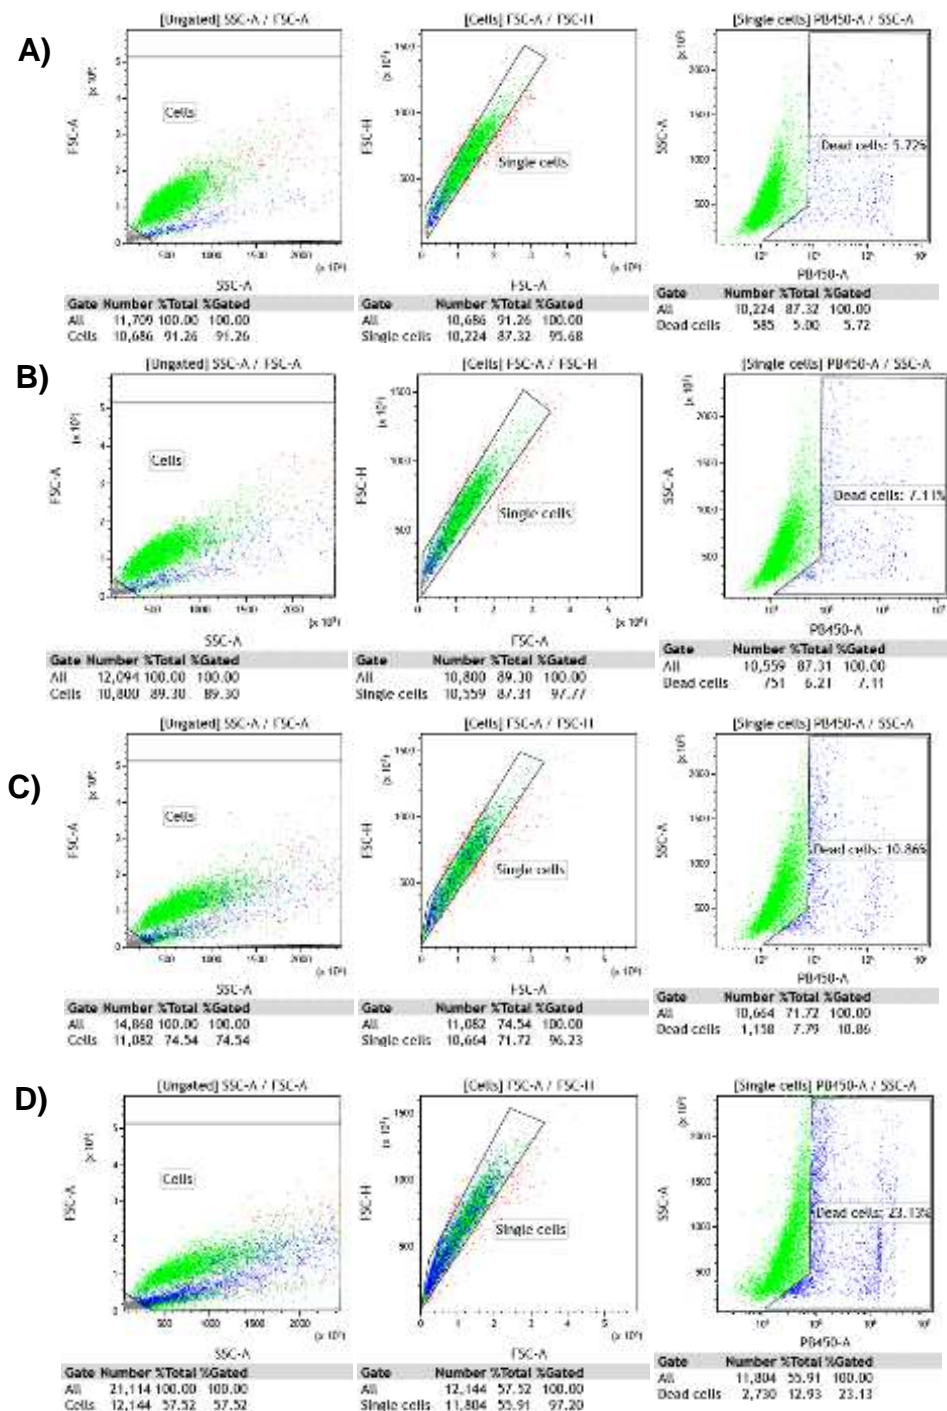 A)
[Ungated] SSC-A / FSC-A
[Cells] FSC-A / FSC-H
[Single cells] PB450-A / SSC-A
Cells
Single cells
Dead cells: 5.72%
SSC-A
FSC-A
PB450-A
Gate Number %Total %Gated
All 11,709 100.00 100.00
Cells 10,686 91.26 91.26
Gate Number %Total %Gated
All 10,686 91.26 100.00
Single cells 10,224 87.32 95.68
Gate Number %Total %Gated
All 10,224 87.32 100.00
Dead cells 585 5.00 5.72
B)
[Ungated] SSC-A / FSC-A
[Cells] FSC-A / FSC-H
[Single cells] PB450-A / SSC-A
Cells
Single cells
Dead cells: 7.11%
SSC-A
FSC-A
PB450-A
Gate Number %Total %Gated
All 12,094 100.00 100.00
Cells 10,800 89.30 89.30
Gate Number %Total %Gated
All 10,800 89.30 100.00
Single cells 10,559 87.31 97.77
Gate Number %Total %Gated
All 10,559 87.31 100.00
Dead cells 751 6.21 7.11
C)
[Ungated] SSC-A / FSC-A
[Cells] FSC-A / FSC-H
[Single cells] PB450-A / SSC-A
Cells
Single cells
Dead cells: 10.86%
SSC-A
FSC-A
PB450-A
Gate Number %Total %Gated
All 14,868 100.00 100.00
Cells 11,082 74.54 74.54
Gate Number %Total %Gated
All 11,082 74.54 100.00
Single cells 10,664 71.72 96.23
Gate Number %Total %Gated
All 10,664 71.72 100.00
Dead cells 1,158 7.79 10.86
D)
[Ungated] SSC-A / FSC-A
[Cells] FSC-A / FSC-H
[Single cells] PB450-A / SSC-A
Cells
Single cells
Dead cells: 23.13%
SSC-A
FSC-A
PB450-A
Gate Number %Total %Gated
All 21,114 100.00 100.00
Cells 12,144 57.52 57.52
Gate Number %Total %Gated
All 12,144 57.52 100.00
Single cells 11,804 55.91 97.20
Gate Number %Total %Gated
All 11,804 55.91 100.00
Dead cells 2,730 12.93 23.13